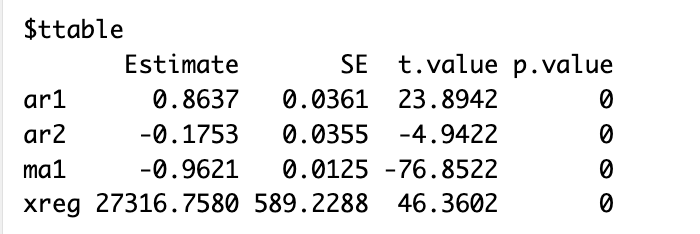 $ttable
Estimate SE t.value p.value
ar1 0.8637 0.0361 23.8942 0
ar2 -0.1753 0.0355 -4.9422 0
ma1 -0.9621 0.0125 -76.8522 0
xreg 27316.7580 589.2288 46.3602 0